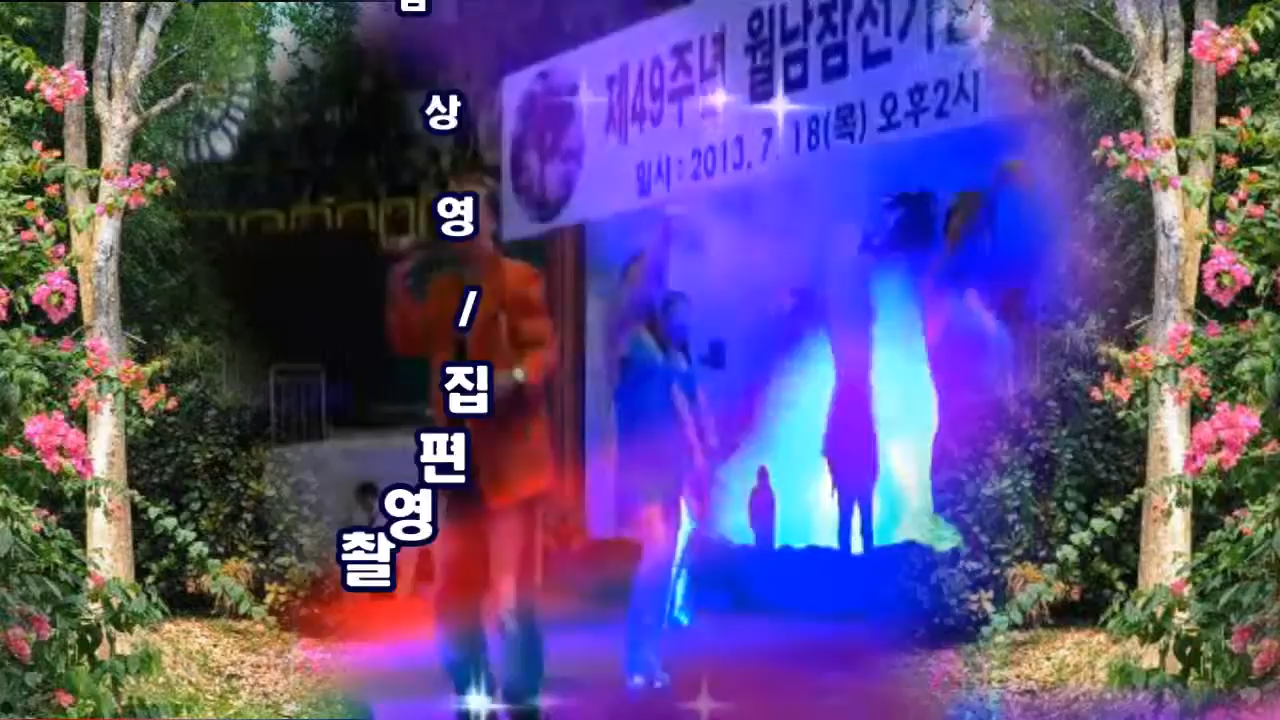 제49주년 월남참전기념
일시 : 2013. 7. 18(목) 오후2시
상
영
/
집
편
영
촬